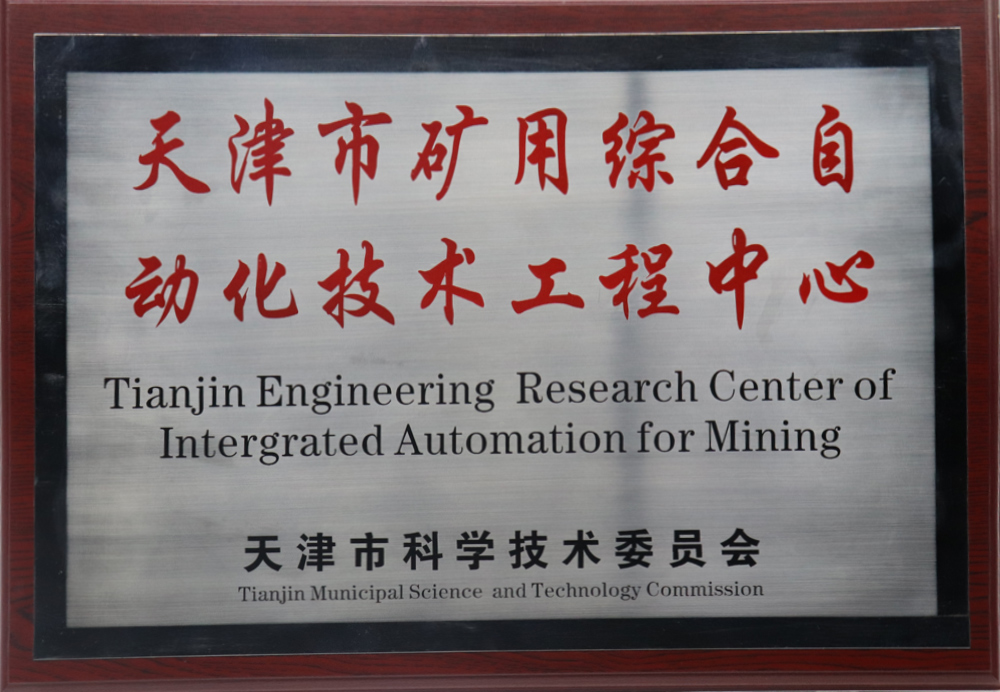 天津市矿用综合自
动化技术工程中心
Tianjin Engineering Research Center of
Intergrated Automation for Mining
天津市科学技术委员会
Tianjin Municipal Science and Technology Commission